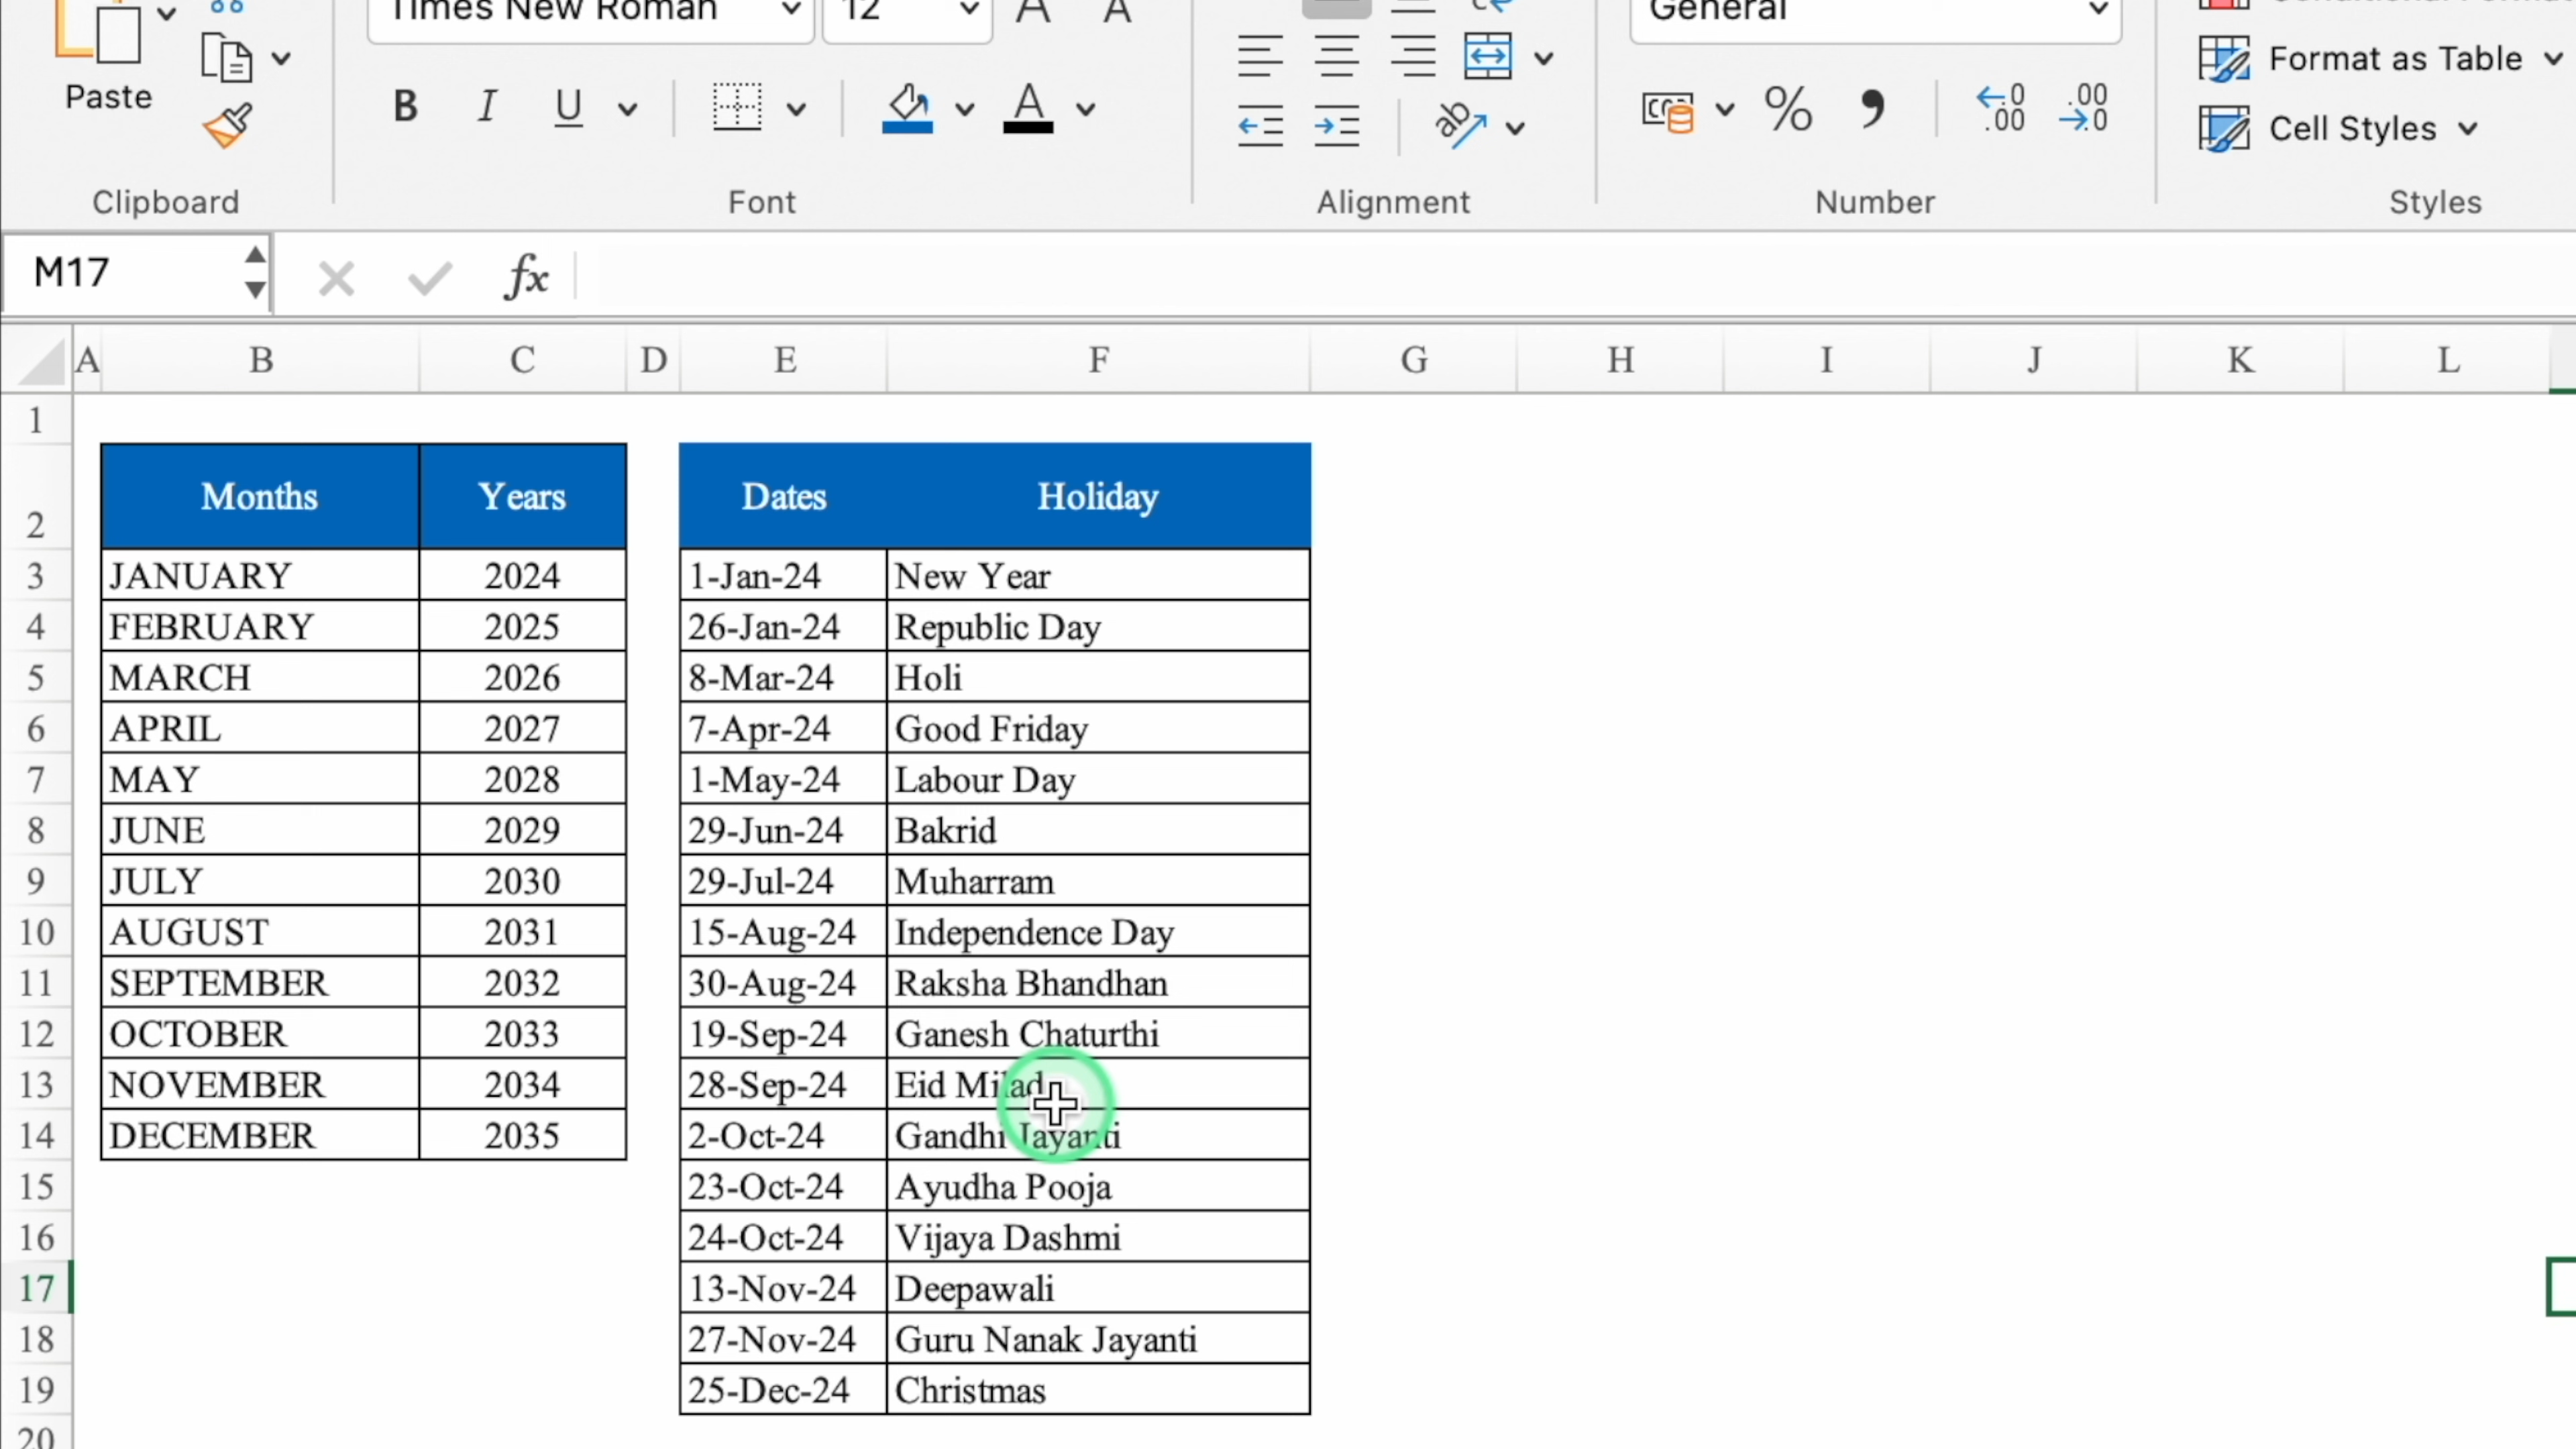 Times New Roman 12 A A General
Paste
B I U A ab % , .0 .00 .00 .0
Format as Table
Cell Styles
Clipboard Font Alignment Number Styles
M17 fx
A B C D E F G H I J K L
1
2 Months Years Dates Holiday
3 JANUARY 2024 1-Jan-24 New Year
4 FEBRUARY 2025 26-Jan-24 Republic Day
5 MARCH 2026 8-Mar-24 Holi
6 APRIL 2027 7-Apr-24 Good Friday
7 MAY 2028 1-May-24 Labour Day
8 JUNE 2029 29-Jun-24 Bakrid
9 JULY 2030 29-Jul-24 Muharram
10 AUGUST 2031 15-Aug-24 Independence Day
11 SEPTEMBER 2032 30-Aug-24 Raksha Bhandhan
12 OCTOBER 2033 19-Sep-24 Ganesh Chaturthi
13 NOVEMBER 2034 28-Sep-24 Eid Milad
14 DECEMBER 2035 2-Oct-24 Gandhi Jayanti
15 23-Oct-24 Ayudha Pooja
16 24-Oct-24 Vijaya Dashmi
17 13-Nov-24 Deepawali
18 27-Nov-24 Guru Nanak Jayanti
19 25-Dec-24 Christmas
20